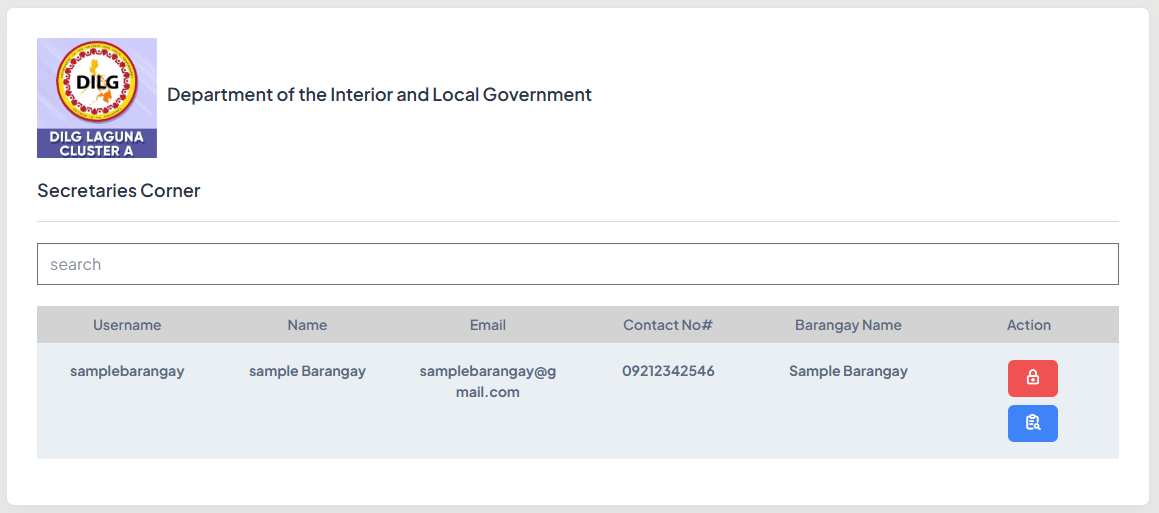 DILG
DILG LAGUNA
CLUSTER A
Department of the Interior and Local Government
Secretaries Corner
search
Username Name Email Contact No# Barangay Name Action
samplebarangay sample Barangay samplebarangay@g 09212342546 Sample Barangay
mail.com